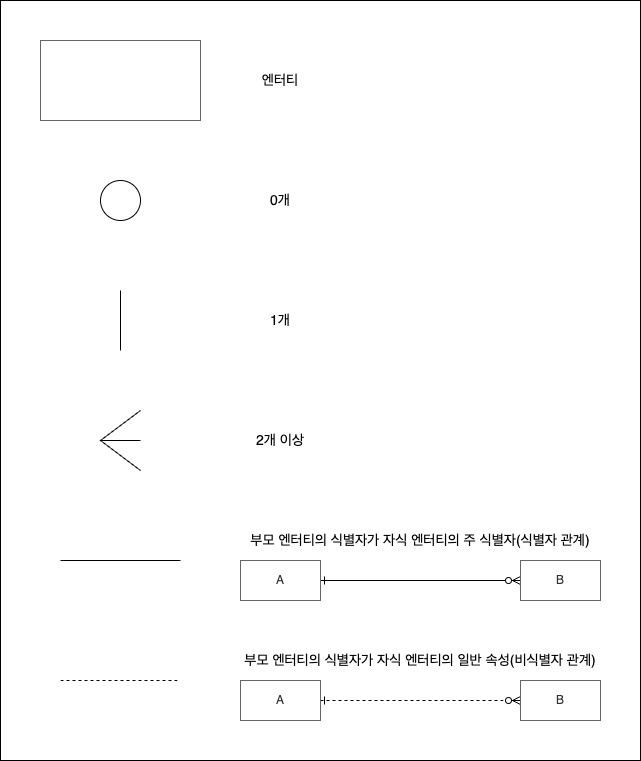 엔터티
0개
1개
2개 이상
부모 엔터티의 식별자가 자식 엔터티의 주 식별자(식별자 관계)
A B
부모 엔터티의 식별자가 자식 엔터티의 일반 속성(비식별자 관계)
A B